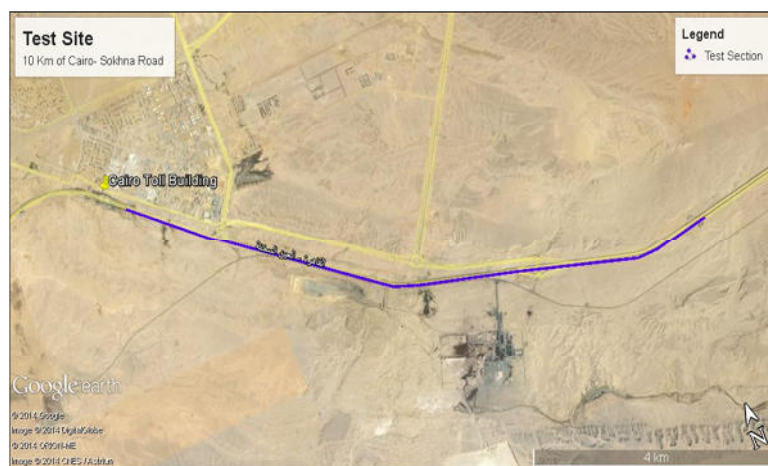 Test Site
10 Km of Cairo- Sokhna Road
Legend
Test Section
Cairo Toll Building
Google earth
© 2014 Google
Image © 2014 DigitalGlobe
© 2014 ORION-ME
Image © 2014 CNES / Astrium
4 km
N